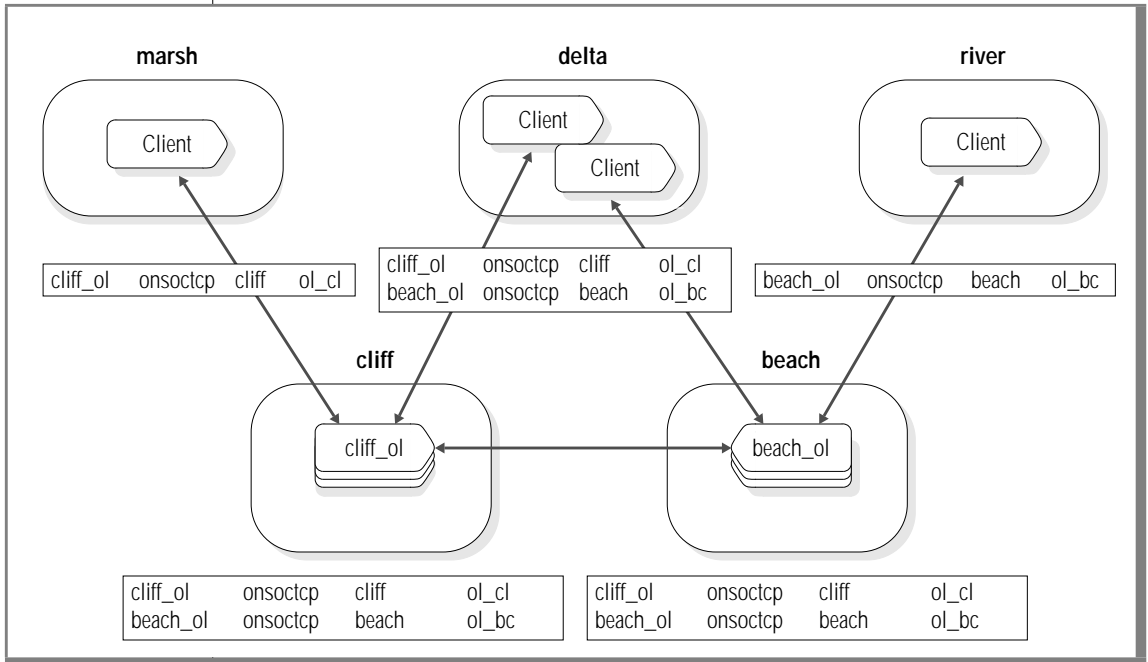 marsh
delta
river
Client
Client
Client
Client
cliff_ol onsoctcp cliff ol_cl
cliff_ol onsoctcp cliff ol_cl
beach_ol onsoctcp beach ol_bc
beach_ol onsoctcp beach ol_bc
cliff
beach
cliff_ol
beach_ol
cliff_ol onsoctcp cliff ol_cl
beach_ol onsoctcp beach ol_bc
cliff_ol onsoctcp cliff ol_cl
beach_ol onsoctcp beach ol_bc